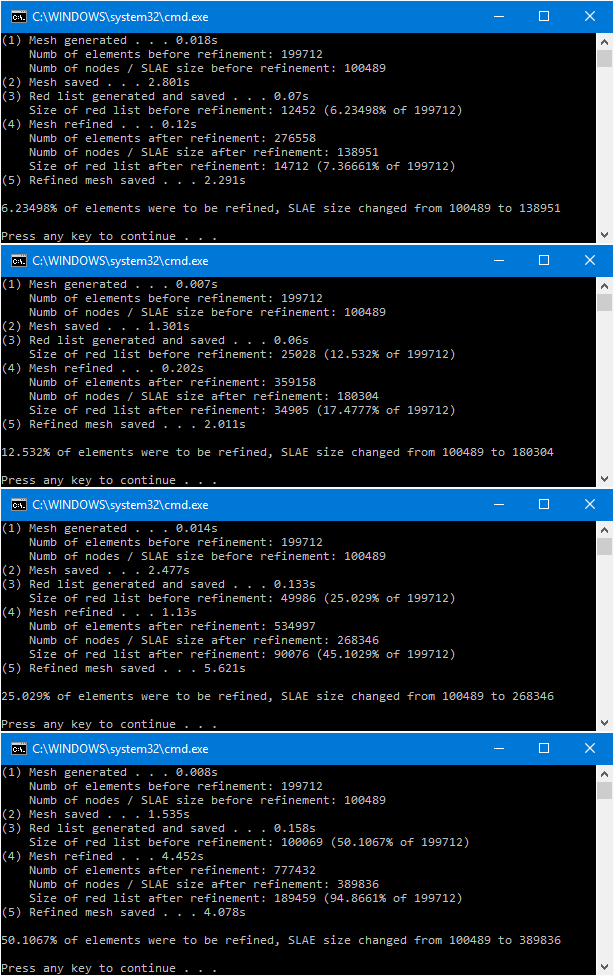 C:\WINDOWS\system32\cmd.exe
(1) Mesh generated . . . 0.018s
Numb of elements before refinement: 199712
Numb of nodes / SLAE size before refinement: 100489
(2) Mesh saved . . . 2.801s
(3) Red list generated and saved . . . 0.07s
Size of red list before refinement: 12452 (6.23498% of 199712)
(4) Mesh refined . . . 0.12s
Numb of elements after refinement: 276558
Numb of nodes / SLAE size after refinement: 138951
Size of red list after refinement: 14712 (7.36661% of 199712)
(5) Refined mesh saved . . . 2.291s
6.23498% of elements were to be refined, SLAE size changed from 100489 to 138951
Press any key to continue . . .
C:\WINDOWS\system32\cmd.exe
(1) Mesh generated . . . 0.007s
Numb of elements before refinement: 199712
Numb of nodes / SLAE size before refinement: 100489
(2) Mesh saved . . . 1.301s
(3) Red list generated and saved . . . 0.06s
Size of red list before refinement: 25028 (12.532% of 199712)
(4) Mesh refined . . . 0.202s
Numb of elements after refinement: 359158
Numb of nodes / SLAE size after refinement: 180304
Size of red list after refinement: 34905 (17.4777% of 199712)
(5) Refined mesh saved . . . 2.011s
12.532% of elements were to be refined, SLAE size changed from 100489 to 180304
Press any key to continue . . .
C:\WINDOWS\system32\cmd.exe
(1) Mesh generated . . . 0.014s
Numb of elements before refinement: 199712
Numb of nodes / SLAE size before refinement: 100489
(2) Mesh saved . . . 2.477s
(3) Red list generated and saved . . . 0.133s
Size of red list before refinement: 49986 (25.029% of 199712)
(4) Mesh refined . . . 1.13s
Numb of elements after refinement: 534997
Numb of nodes / SLAE size after refinement: 268346
Size of red list after refinement: 90076 (45.1029% of 199712)
(5) Refined mesh saved . . . 5.621s
25.029% of elements were to be refined, SLAE size changed from 100489 to 268346
Press any key to continue . . .
C:\WINDOWS\system32\cmd.exe
(1) Mesh generated . . . 0.008s
Numb of elements before refinement: 199712
Numb of nodes / SLAE size before refinement: 100489
(2) Mesh saved . . . 1.535s
(3) Red list generated and saved . . . 0.158s
Size of red list before refinement: 100069 (50.1067% of 199712)
(4) Mesh refined . . . 4.452s
Numb of elements after refinement: 777432
Numb of nodes / SLAE size after refinement: 389836
Size of red list after refinement: 189459 (94.8661% of 199712)
(5) Refined mesh saved . . . 4.078s
50.1067% of elements were to be refined, SLAE size changed from 100489 to 389836
Press any key to continue . . .